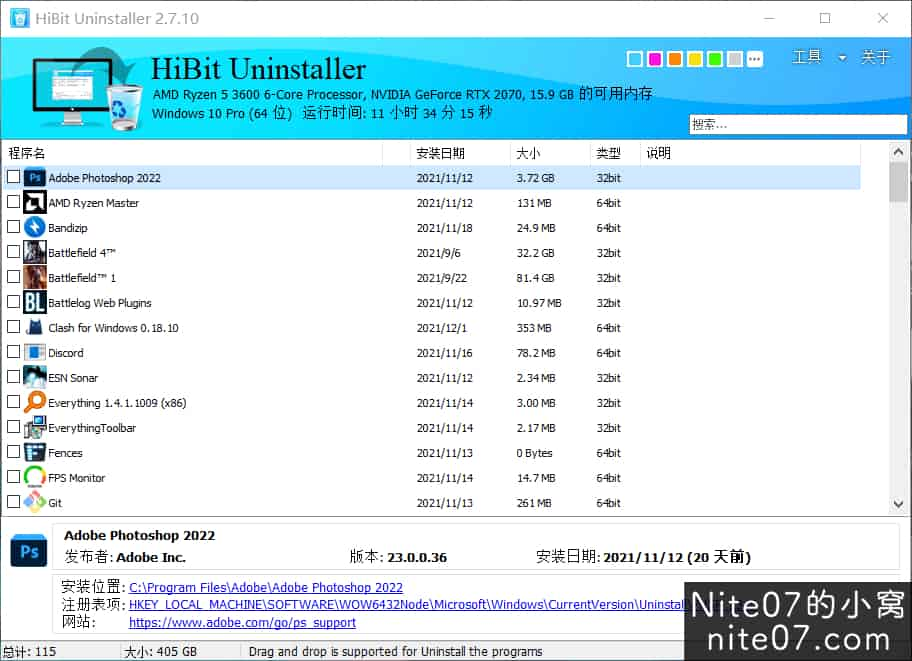 HiBit Uninstaller 2.7.10
HiBit Uninstaller
AMD Ryzen 5 3600 6-Core Processor, NVIDIA GeForce RTX 2070, 15.9 GB 的可用内存
Windows 10 Pro (64 位) 运行时间: 11 小时 34 分 15 秒
工具 关于
搜索...
程序名 安装日期 大小 类型 说明
Ps Adobe Photoshop 2022 2021/11/12 3.72 GB 32bit
AMD Ryzen Master 2021/11/12 131 MB 64bit
Bandizip 2021/11/18 24.9 MB 64bit
Battlefield 4™ 2021/9/6 32.2 GB 32bit
Battlefield™ 1 2021/9/22 81.4 GB 32bit
BL Battlelog Web Plugins 2021/11/12 10.97 MB 32bit
Clash for Windows 0.18.10 2021/12/1 353 MB 64bit
Discord 2021/11/16 78.2 MB 64bit
ESN Sonar 2021/11/12 2.34 MB 32bit
Everything 1.4.1.1009 (x86) 2021/11/14 3.00 MB 32bit
EverythingToolbar 2021/11/14 2.17 MB 32bit
Fences 2021/11/13 0 Bytes 64bit
FPS Monitor 2021/11/14 14.7 MB 64bit
Git 2021/11/13 261 MB 64bit
Ps
Adobe Photoshop 2022
发布者: Adobe Inc. 版本: 23.0.0.36 安装日期: 2021/11/12 (20 天前)
安装位置: C:\Program Files\Adobe\Adobe Photoshop 2022
注册表项: HKEY_LOCAL_MACHINE\SOFTWARE\WOW6432Node\Microsoft\Windows\CurrentVersion\Uninstal
网站: https://www.adobe.com/go/ps_support
Nite07的小窝
nite07.com
总计: 115 大小: 405 GB Drag and drop is supported for Uninstall the programs